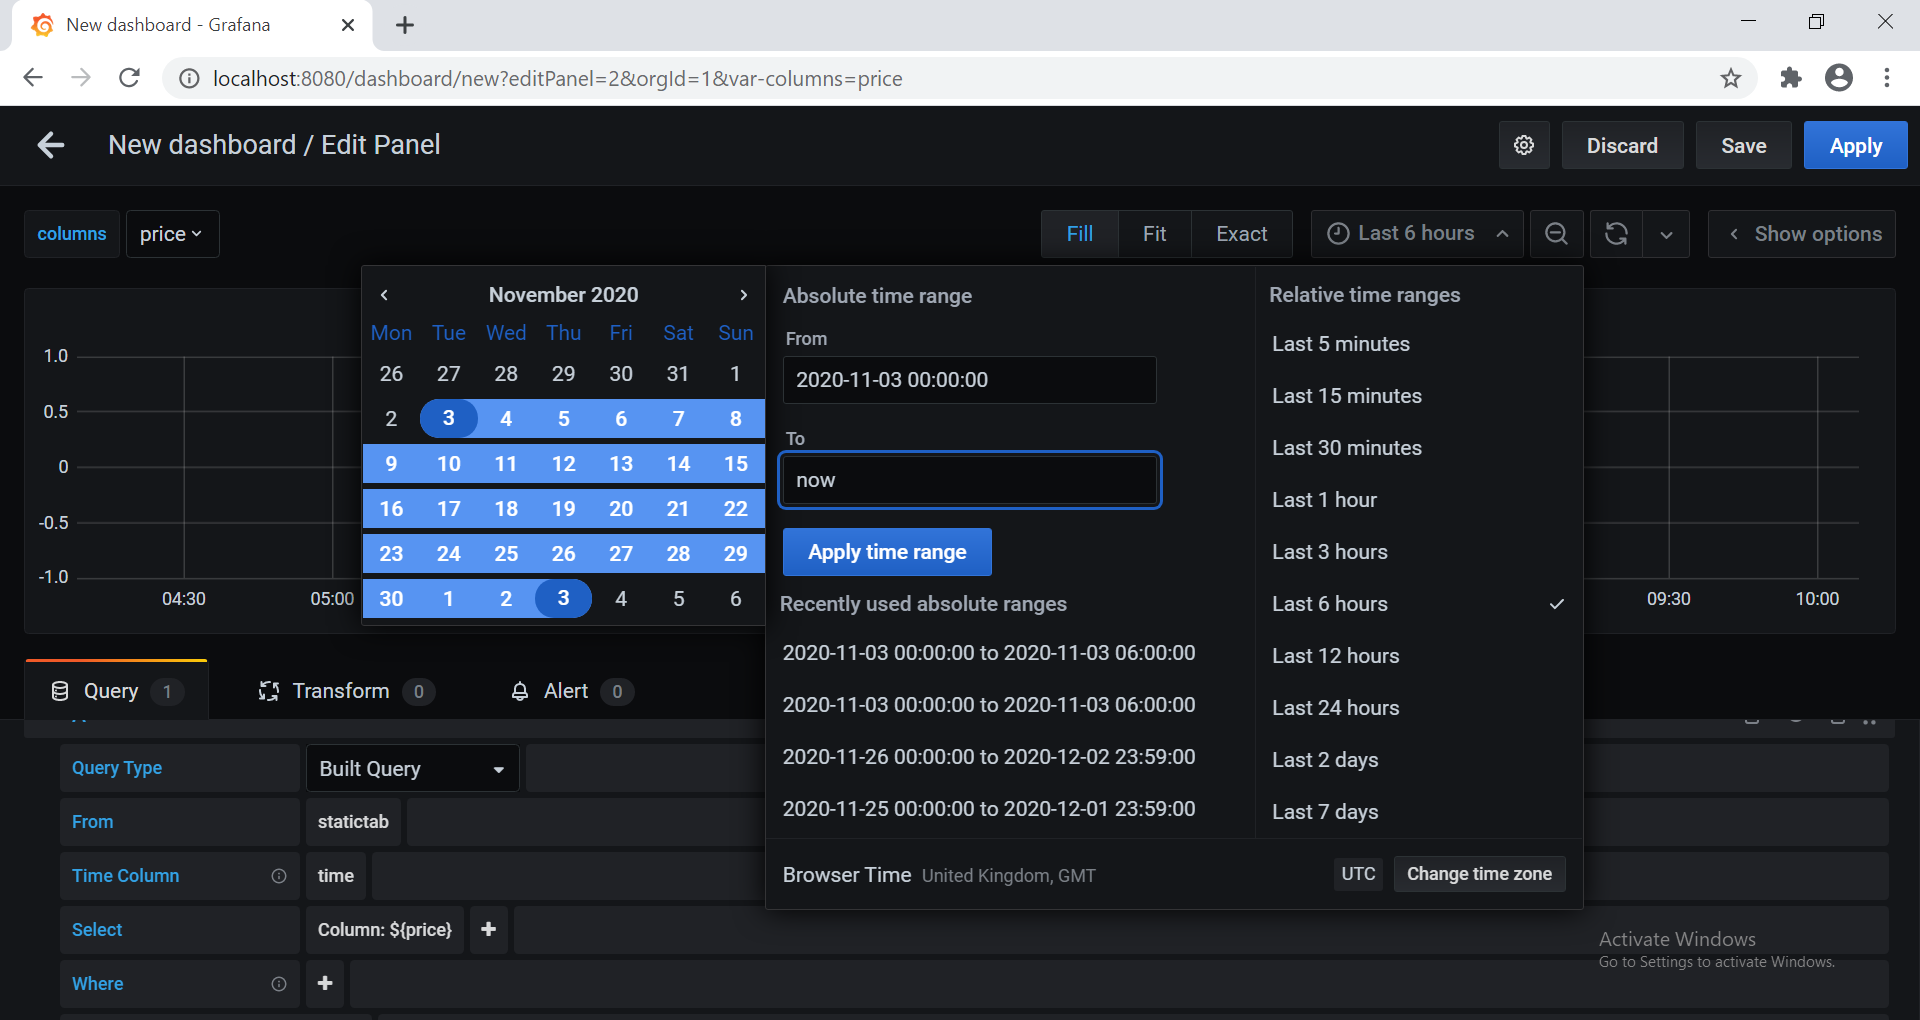 New dashboard - Grafana
localhost:8080/dashboard/new?editPanel=2&orgId=1&var-columns=price
New dashboard / Edit Panel
Discard
Save
Apply
columns
price
Fill
Fit
Exact
Last 6 hours
Show options
November 2020
Mon Tue Wed Thu Fri Sat Sun
26 27 28 29 30 31 1
2 3 4 5 6 7 8
9 10 11 12 13 14 15
16 17 18 19 20 21 22
23 24 25 26 27 28 29
30 1 2 3 4 5 6
Absolute time range
From
2020-11-03 00:00:00
To
now
Apply time range
Recently used absolute ranges
2020-11-03 00:00:00 to 2020-11-03 06:00:00
2020-11-03 00:00:00 to 2020-11-03 06:00:00
2020-11-26 00:00:00 to 2020-12-02 23:59:00
2020-11-25 00:00:00 to 2020-12-01 23:59:00
Relative time ranges
Last 5 minutes
Last 15 minutes
Last 30 minutes
Last 1 hour
Last 3 hours
Last 6 hours
Last 12 hours
Last 24 hours
Last 2 days
Last 7 days
Browser Time United Kingdom, GMT
UTC
Change time zone
1.0
0.5
0
-0.5
-1.0
04:30
05:00
09:30
10:00
Query 1
Transform 0
Alert 0
Query Type
Built Query
From
statictab
Time Column
time
Select
Column: ${price}
Where
Activate Windows
Go to Settings to activate Windows.